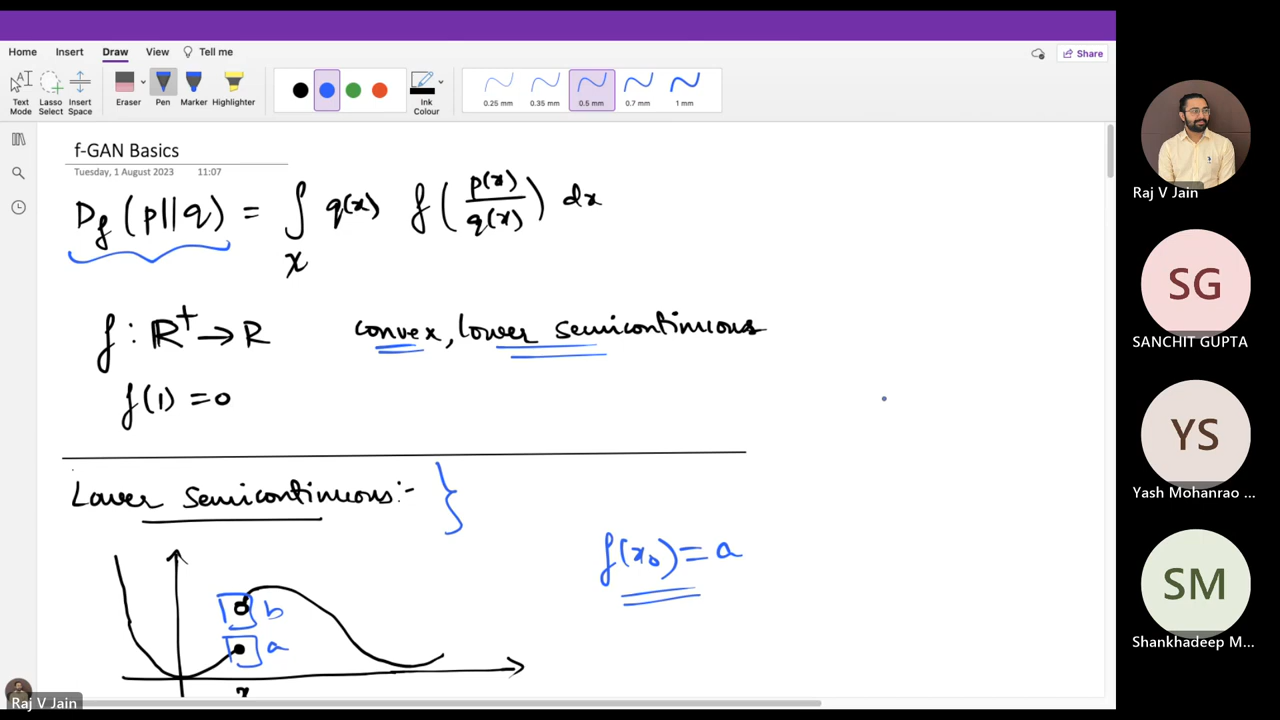 Home Insert Draw View Tell me
Share
Text Mode
Lasso Select
Insert Space
Eraser
Pen
Marker
Highlighter
Ink Colour
0.25 mm
0.35 mm
0.5 mm
0.7 mm
1 mm
f-GAN Basics
Tuesday, 1 August 2023 11:07
D_f (p||q) = ∫_X q(x) f(p(x)/q(x)) dx
f : ℝ⁺ → ℝ convex, lower semicontinuous
f(1) = 0
Lower semicontinuous:-
f(x₀) = a
b
a
Raj V Jain
Raj V Jain
SG
SANCHIT GUPTA
YS
Yash Mohanrao ...
SM
Shankhadeep M...